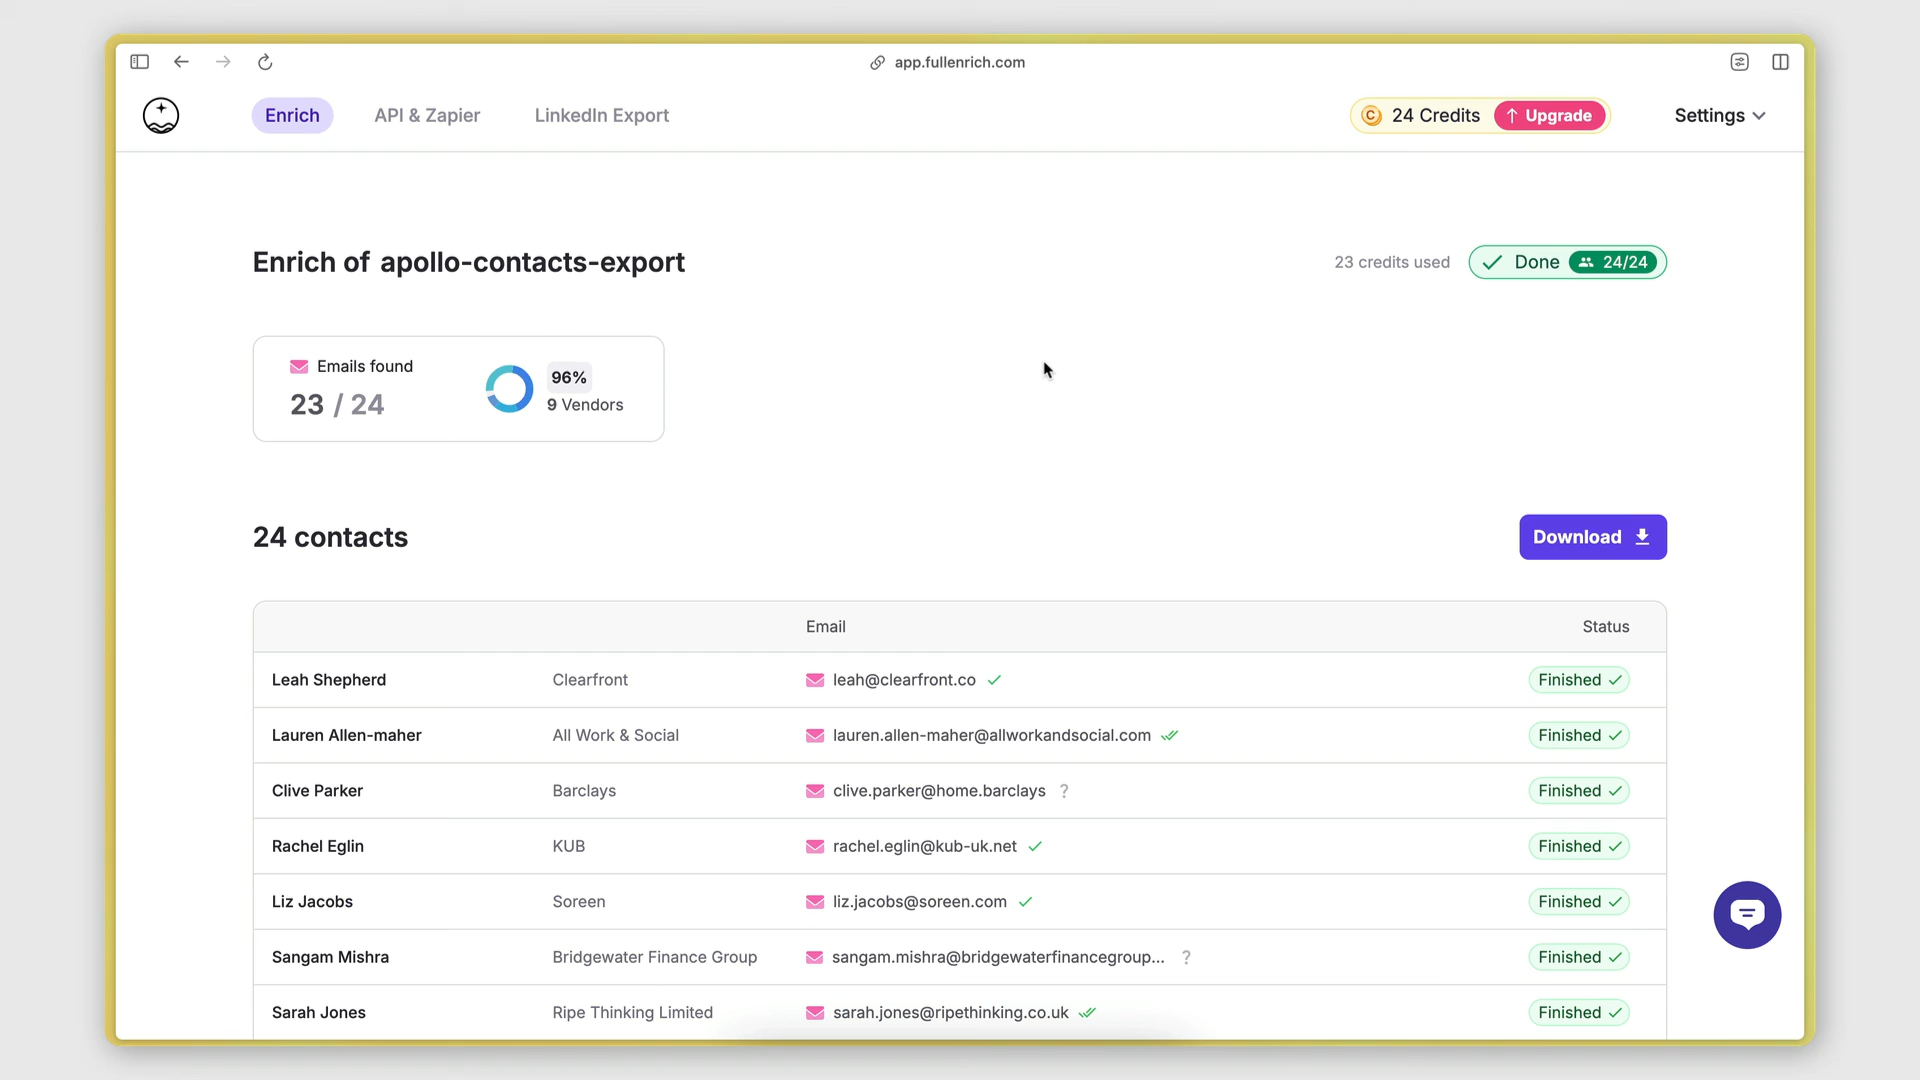 app.fullenrich.com
Enrich
API & Zapier
LinkedIn Export
24 Credits
Upgrade
Settings
Enrich of apollo-contacts-export
23 credits used
Done
24/24
Emails found
23 / 24
96%
9 Vendors
24 contacts
Download
Email
Status
Leah Shepherd
Clearfront
leah@clearfront.co
Finished
Lauren Allen-maher
All Work & Social
lauren.allen-maher@allworkandsocial.com
Finished
Clive Parker
Barclays
clive.parker@home.barclays
?
Finished
Rachel Eglin
KUB
rachel.eglin@kub-uk.net
Finished
Liz Jacobs
Soreen
liz.jacobs@soreen.com
Finished
Sangam Mishra
Bridgewater Finance Group
sangam.mishra@bridgewaterfinancegroup...
?
Finished
Sarah Jones
Ripe Thinking Limited
sarah.jones@ripethinking.co.uk
Finished